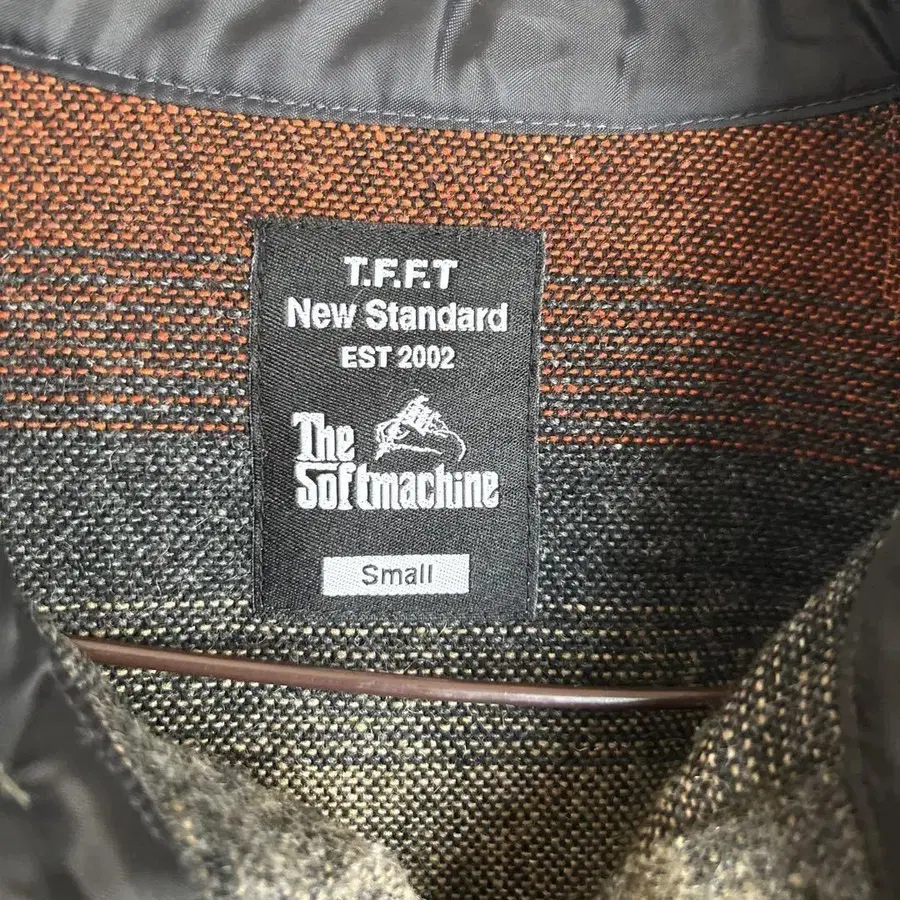 T.F.F.T
New Standard
EST 2002
The
Softmachine
Small